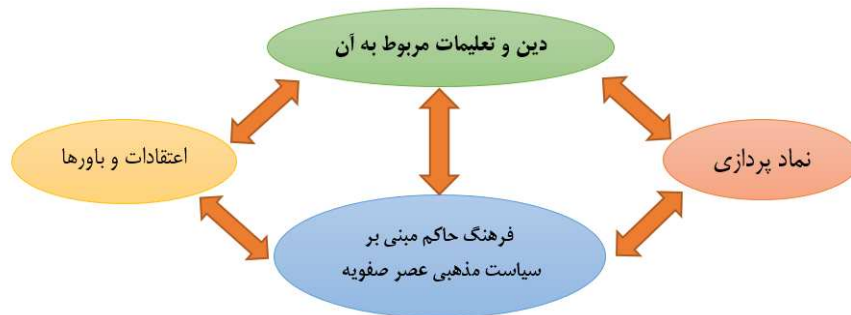 دین و تعلیمات مربوط به آن
نماد پردازی
اعتقادات و باورها
فرهنگ حاکم مبنی بر
سیاست مذهبی عصر صفویه